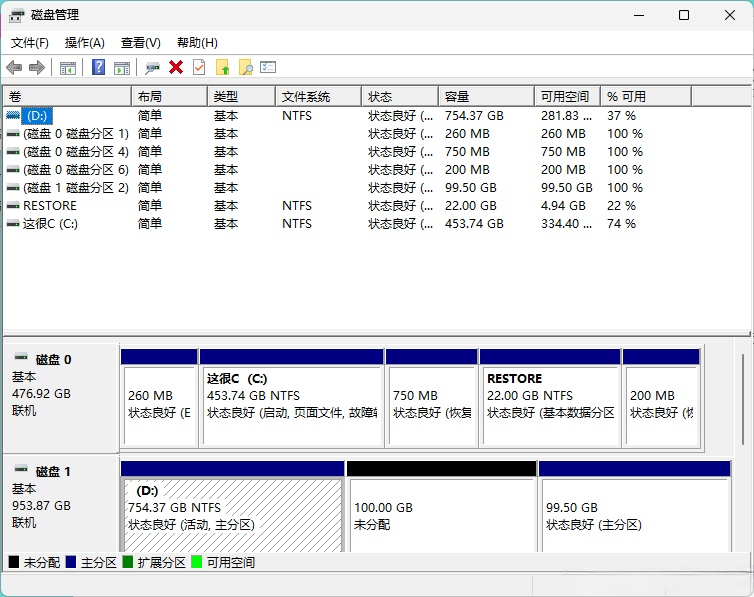 磁盘管理
文件(F) 操作(A) 查看(V) 帮助(H)
卷 布局 类型 文件系统 状态 容量 可用空间 % 可用
(D:) 简单 基本 NTFS 状态良好 (... 754.37 GB 281.83 ... 37 %
(磁盘 0 磁盘分区 1) 简单 基本 状态良好 (... 260 MB 260 MB 100 %
(磁盘 0 磁盘分区 4) 简单 基本 状态良好 (... 750 MB 750 MB 100 %
(磁盘 0 磁盘分区 6) 简单 基本 状态良好 (... 200 MB 200 MB 100 %
(磁盘 1 磁盘分区 2) 简单 基本 状态良好 (... 99.50 GB 99.50 GB 100 %
RESTORE 简单 基本 NTFS 状态良好 (... 22.00 GB 4.94 GB 22 %
这很C (C:) 简单 基本 NTFS 状态良好 (... 453.74 GB 334.40 ... 74 %
磁盘 0
基本
476.92 GB
联机
260 MB
状态良好 (E
这很C (C:)
453.74 GB NTFS
状态良好 (启动, 页面文件, 故障
750 MB
状态良好 (恢复
RESTORE
22.00 GB NTFS
状态良好 (基本数据分区
200 MB
状态良好 (
磁盘 1
基本
953.87 GB
联机
(D:)
754.37 GB NTFS
状态良好 (活动, 主分区)
100.00 GB
未分配
99.50 GB
状态良好 (主分区)
未分配 主分区 扩展分区 可用空间